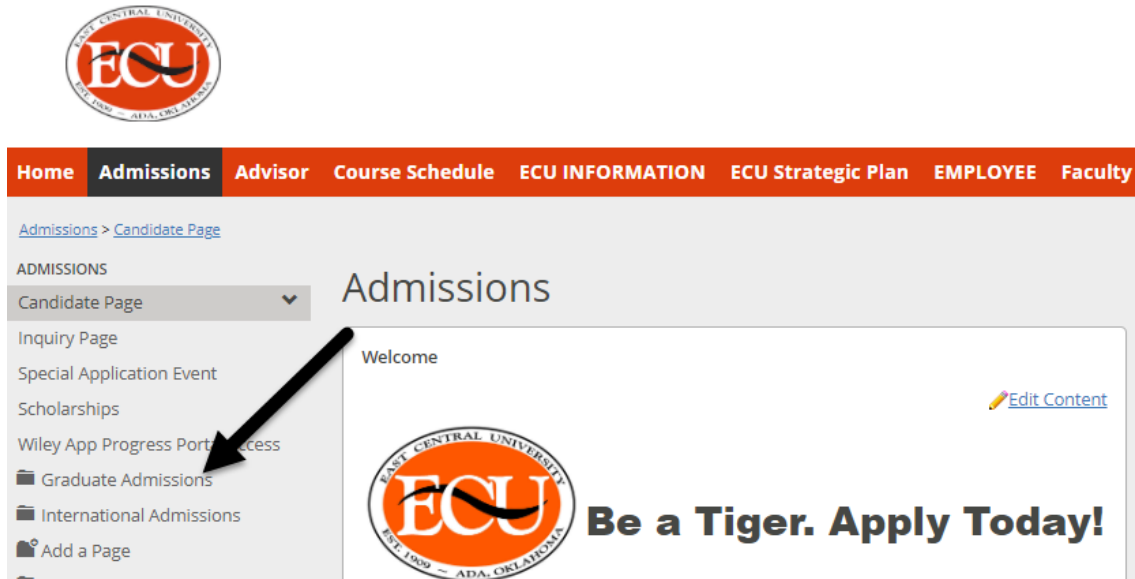 EAST CENTRAL UNIVERSITY
ECU
EST. 1909 – ADA, OKLAHOMA
Home Admissions Advisor Course Schedule ECU INFORMATION ECU Strategic Plan EMPLOYEE Faculty
Admissions > Candidate Page
ADMISSIONS
Candidate Page
Inquiry Page
Special Application Event
Scholarships
Wiley App Progress
Graduate Admissions
International Admissions
Add a Page
Admissions
Welcome
Edit Content
EAST CENTRAL UNIVERSITY
ECU
EST. 1909 – ADA, OKLAHOMA
Be a Tiger. Apply Today!